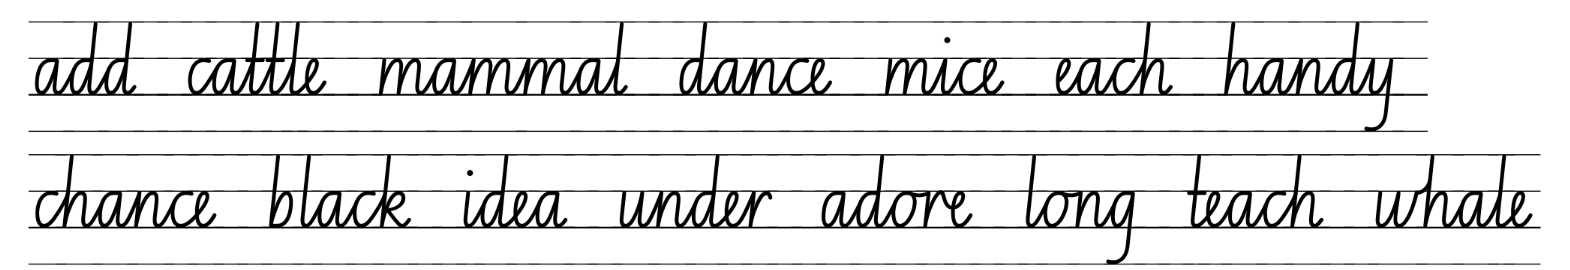 add cattle mammal dance mice each handy
chance black idea under adore long teach whale